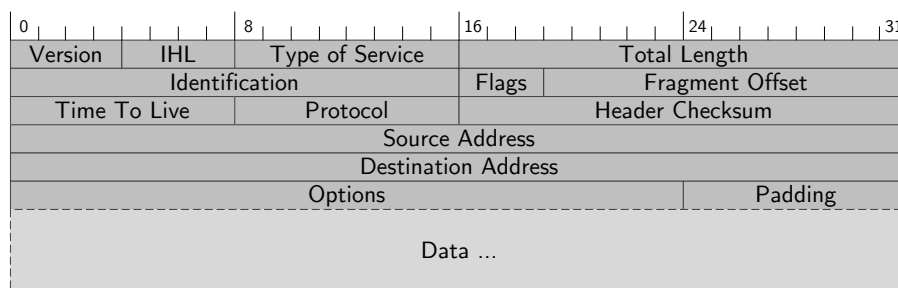 0 8 16 24 31
Version IHL Type of Service Total Length
Identification Flags Fragment Offset
Time To Live Protocol Header Checksum
Source Address
Destination Address
Options Padding
Data ...